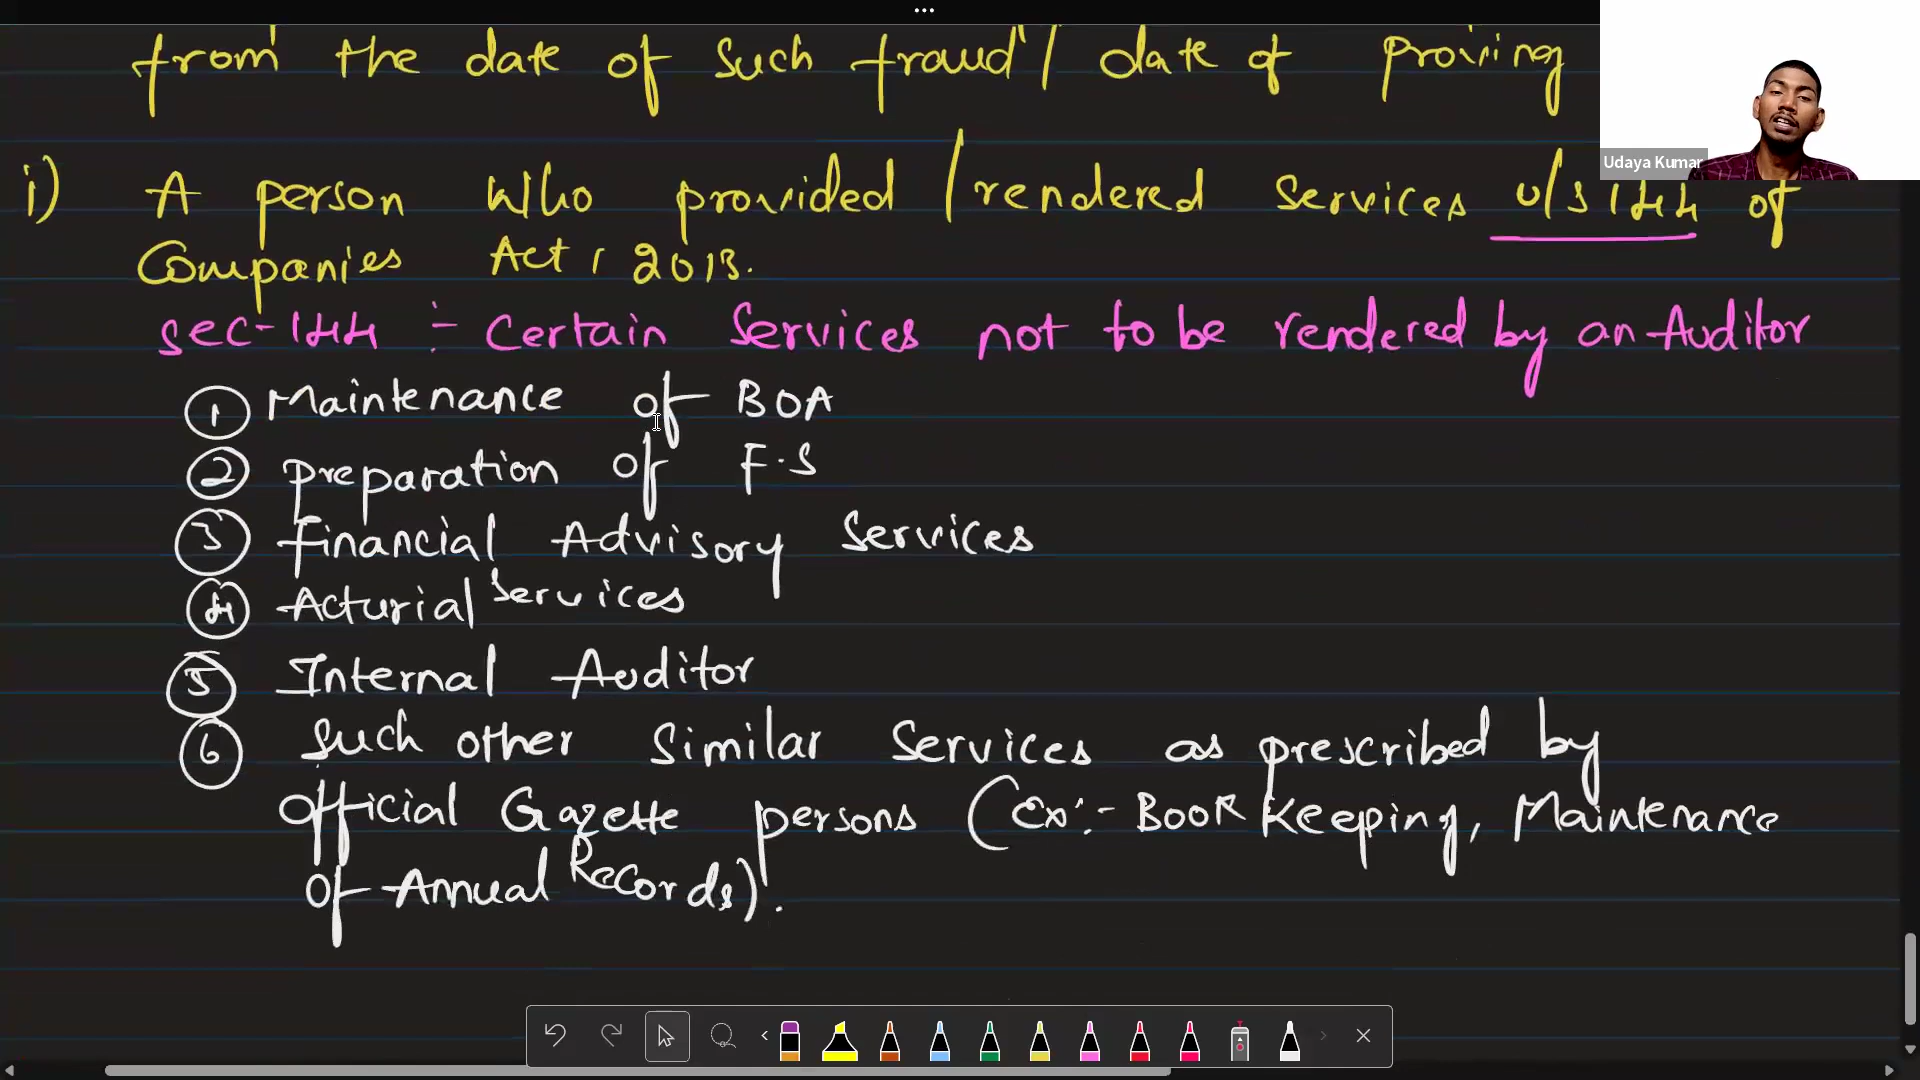 from the date of such fraud / date of proving
Udaya Kumar
i) A person who provided / rendered services u/s 144 of
Companies Act, 2013.
sec-144 :- Certain Services not to be rendered by an Auditor
① Maintenance of BOA
② preparation of F.S
③ financial Advisory Services
④ Acturial Services
⑤ Internal Auditor
⑥ Such other similar services as prescribed by
Official Gazette persons (Ex:- Book keeping, Maintenance
of Annual Records).